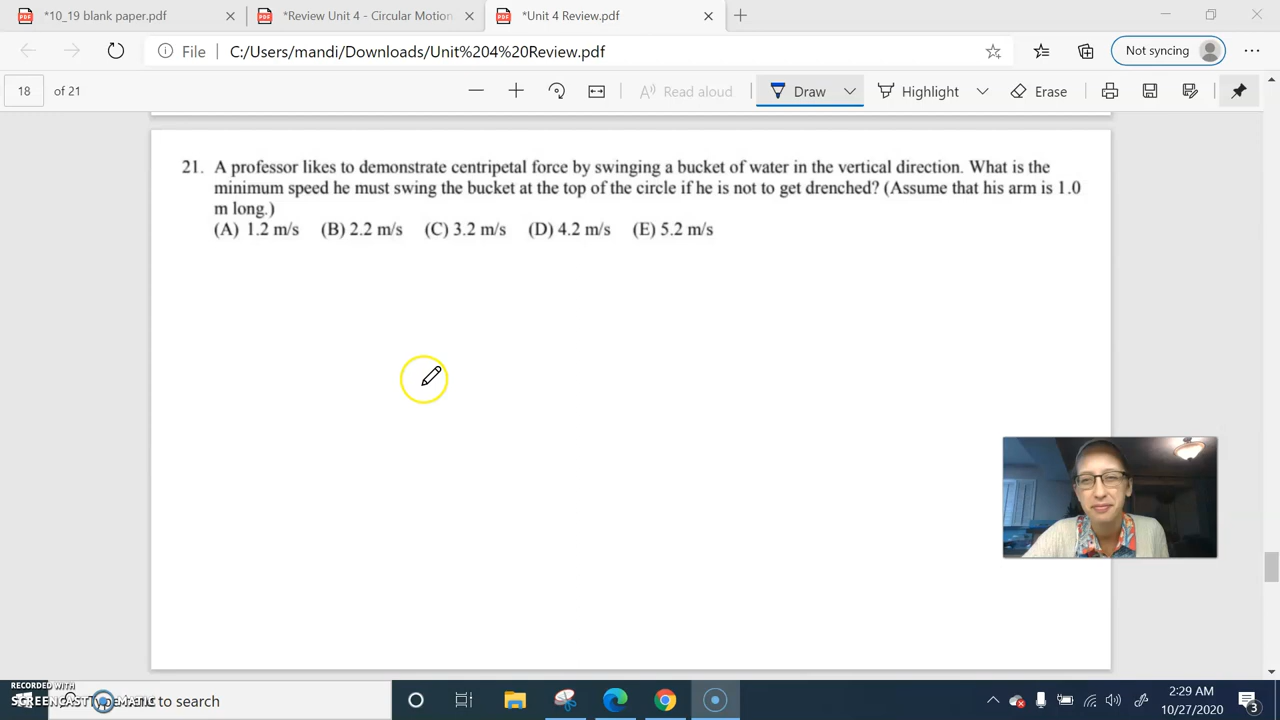 *10_19 blank paper.pdf
*Review Unit 4 - Circular Motion
*Unit 4 Review.pdf
File
C:/Users/mandi/Downloads/Unit%204%20Review.pdf
Not syncing
18 of 21
Read aloud
Draw
Highlight
Erase
21. A professor likes to demonstrate centripetal force by swinging a bucket of water in the vertical direction. What is the
minimum speed he must swing the bucket at the top of the circle if he is not to get drenched? (Assume that his arm is 1.0
m long.)
(A) 1.2 m/s (B) 2.2 m/s (C) 3.2 m/s (D) 4.2 m/s (E) 5.2 m/s
RECORDED WITH
SCREENCAST-O-MATIC
to search
2:29 AM
10/27/2020
3